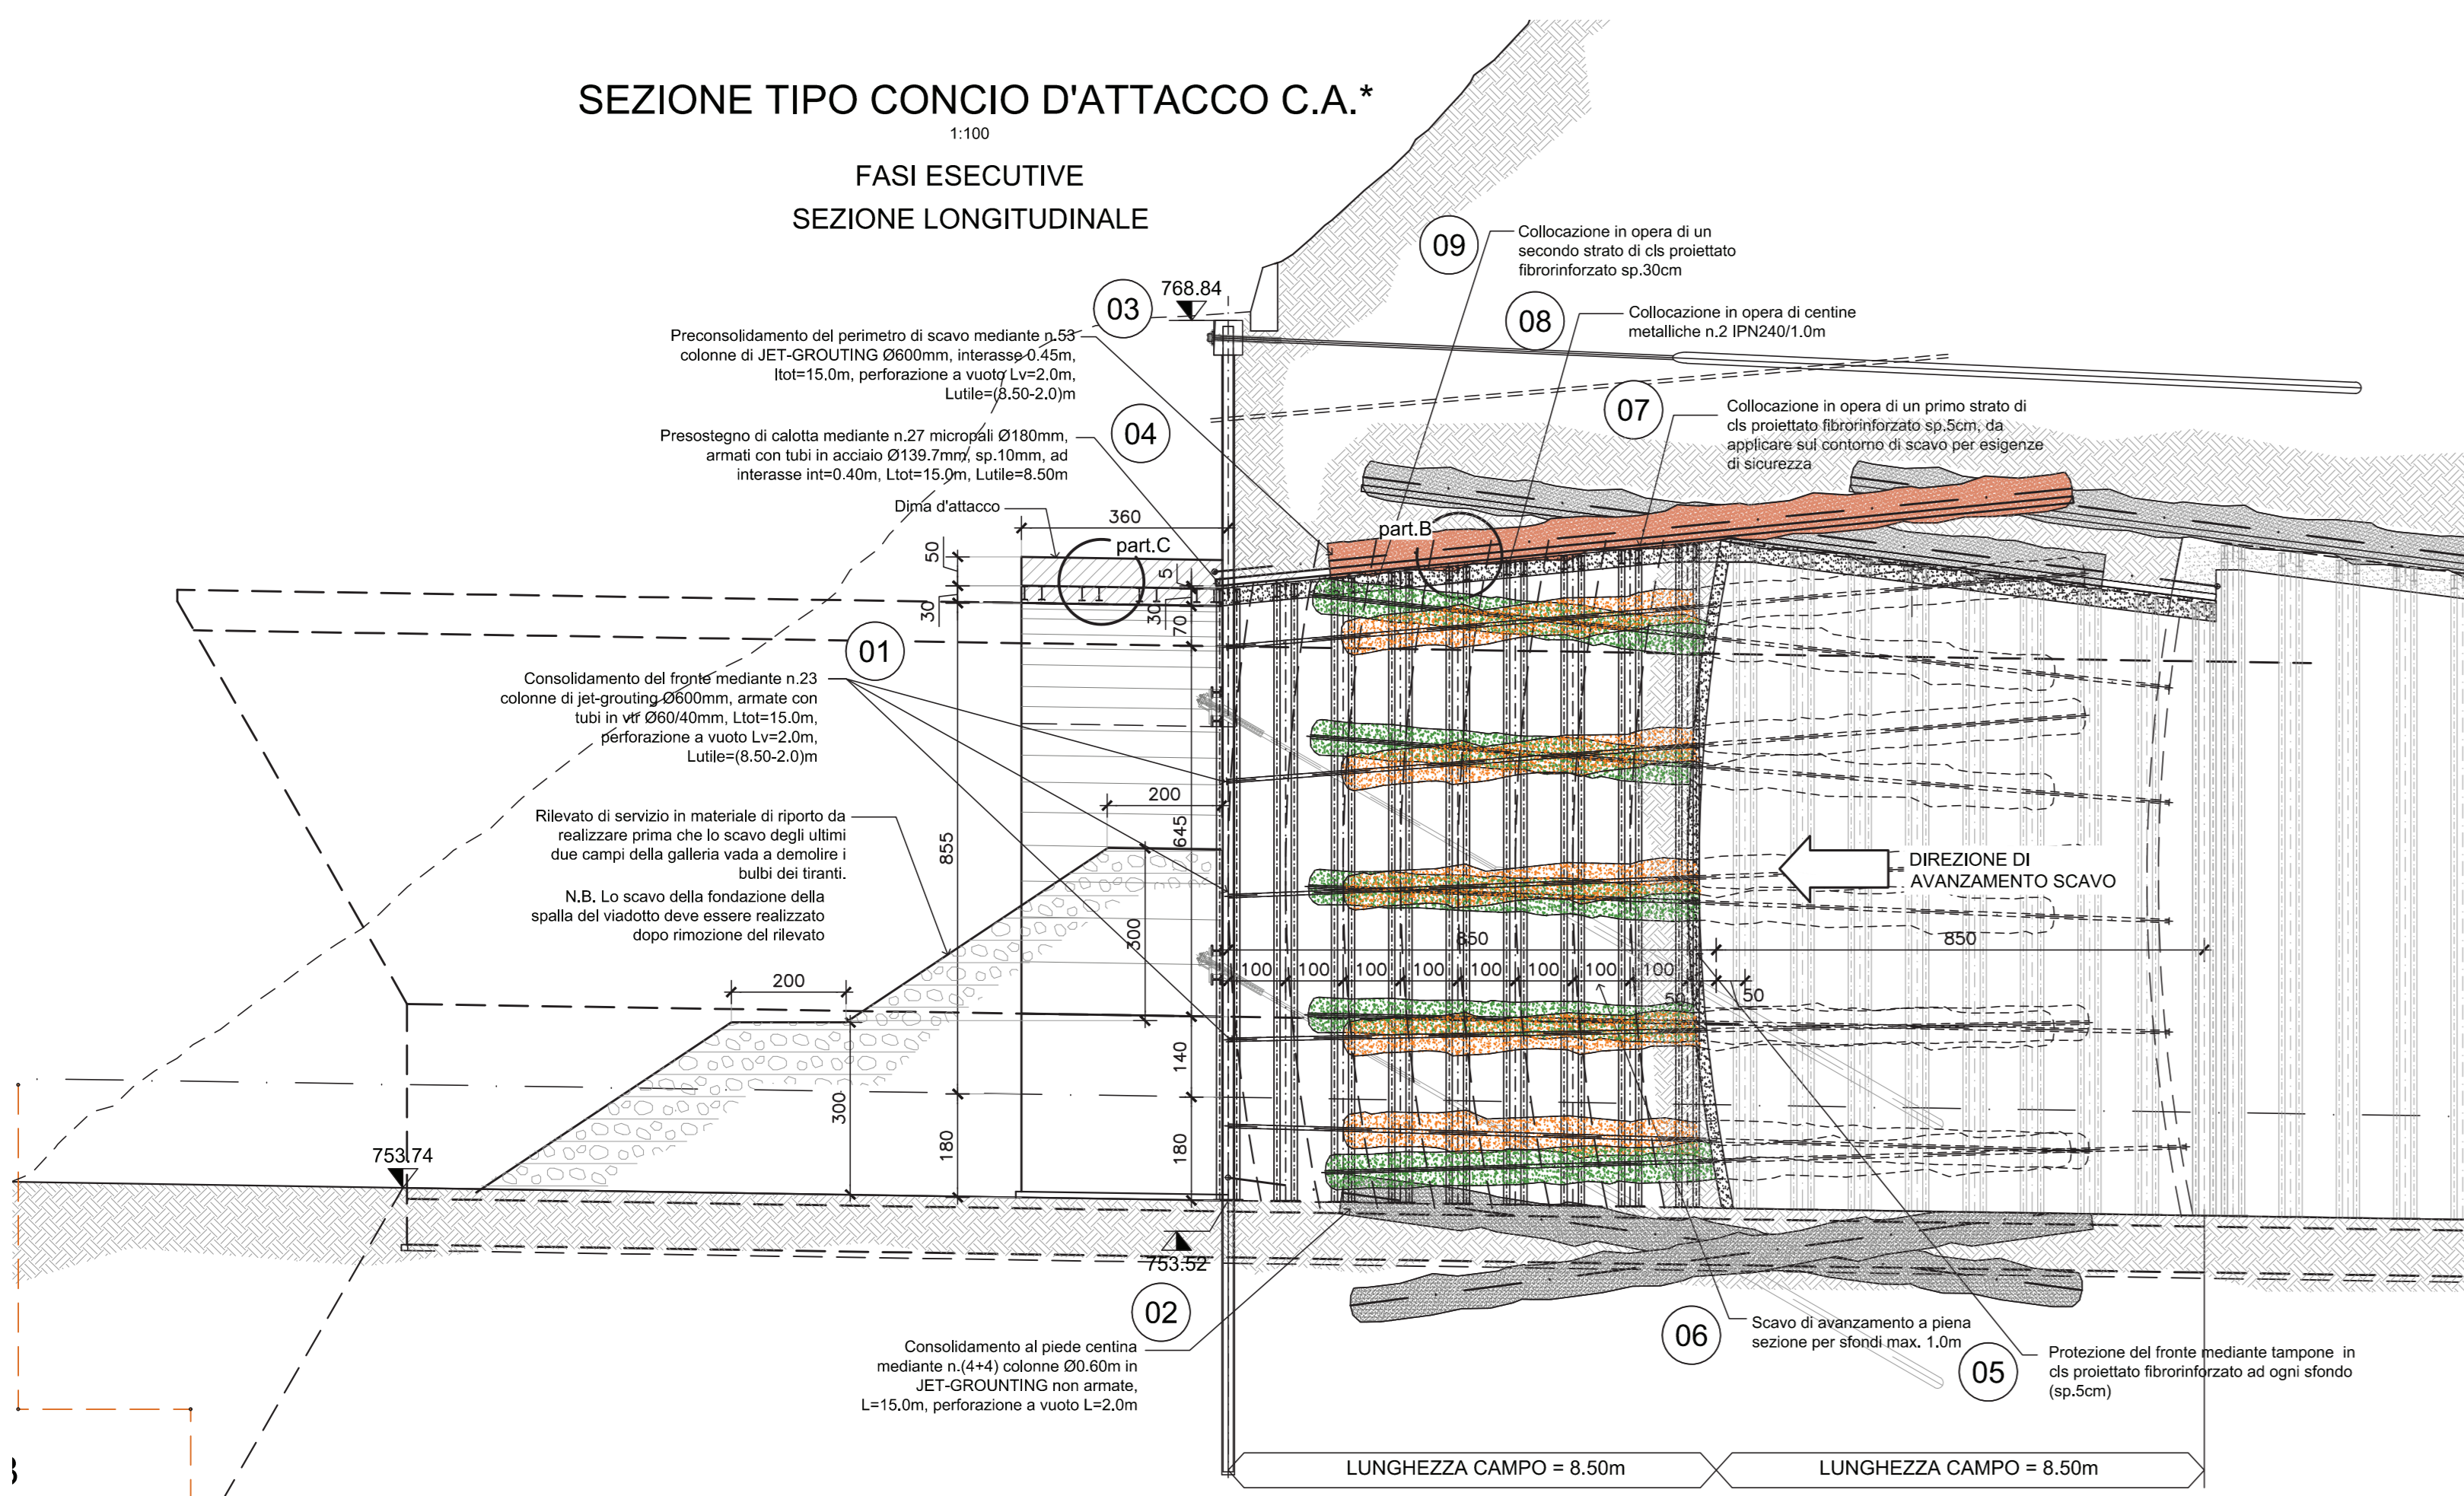 SEZIONE TIPO CONCIO D'ATTACCO C.A.*
1:100
FASI ESECUTIVE
SEZIONE LONGITUDINALE
09
Collocazione in opera di un
secondo strato di cls proiettato
fibrorinforzato sp.30cm
08
Collocazione in opera di centine
metalliche n.2 IPN240/1.0m
03
768.84
Preconsolidamento del perimetro di scavo mediante n.53
colonne di JET-GROUTING Ø600mm, interasse 0.45m,
ltot=15.0m, perforazione a vuoto Lv=2.0m,
Lutile=(8.50-2.0)m
07
Collocazione in opera di un primo strato di
cls proiettato fibrorinforzato sp.5cm, da
applicare sul contorno di scavo per esigenze
di sicurezza
04
Presostegno di calotta mediante n.27 micropali Ø180mm,
armati con tubi in acciaio Ø139.7mm, sp.10mm, ad
interasse int=0.40m, Ltot=15.0m, Lutile=8.50m
Dima d'attacco
360
part.C
part.B
50
30
5
30
70
01
Consolidamento del fronte mediante n.23
colonne di jet-grouting Ø600mm, armate con
tubi in vtr Ø60/40mm, Ltot=15.0m,
perforazione a vuoto Lv=2.0m,
Lutile=(8.50-2.0)m
200
855
645
Rilevato di servizio in materiale di riporto da
realizzare prima che lo scavo degli ultimi
due campi della galleria vada a demolire i
bulbi dei tiranti.
N.B. Lo scavo della fondazione della
spalla del viadotto deve essere realizzato
dopo rimozione del rilevato
DIREZIONE DI
AVANZAMENTO SCAVO
300
850
850
100 100 100 100 100 100 100 100
50
50
200
140
300
180
180
753.74
753.52
02
Consolidamento al piede centina
mediante n.(4+4) colonne Ø0.60m in
JET-GROUNTING non armate,
L=15.0m, perforazione a vuoto L=2.0m
06
Scavo di avanzamento a piena
sezione per sfondi max. 1.0m
05
Protezione del fronte mediante tampone in
cls proiettato fibrorinforzato ad ogni sfondo
(sp.5cm)
LUNGHEZZA CAMPO = 8.50m
LUNGHEZZA CAMPO = 8.50m